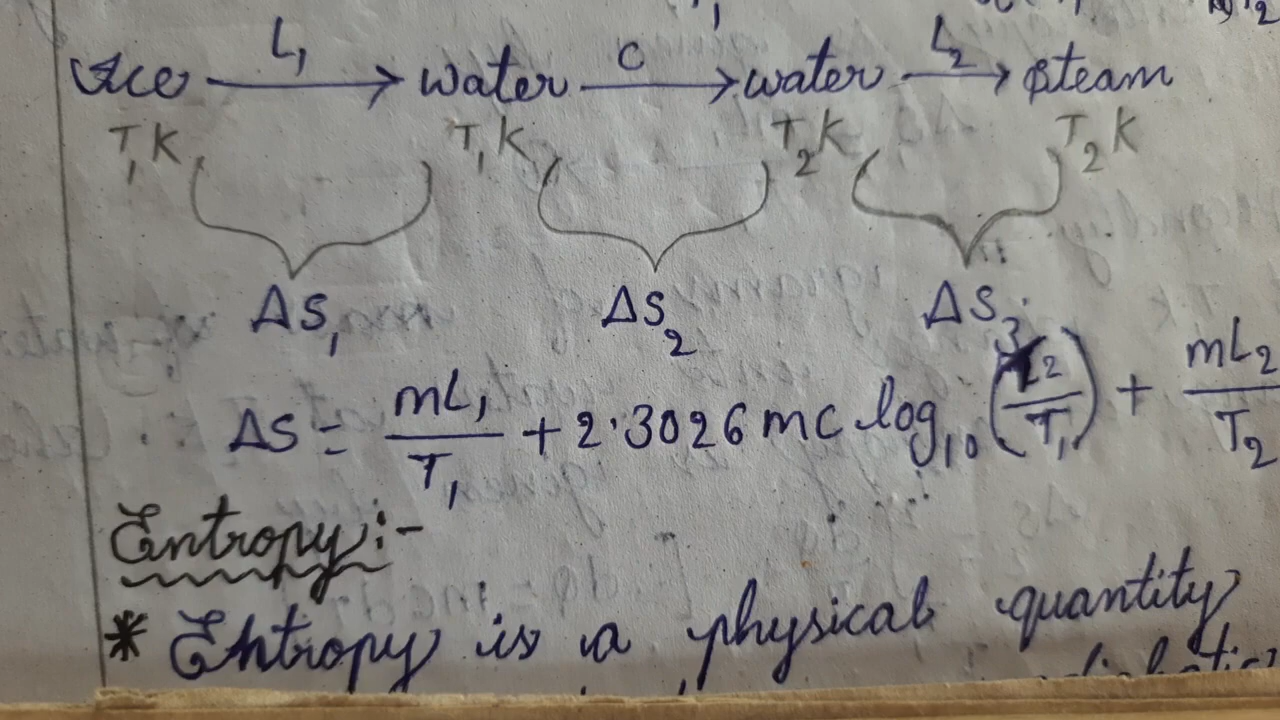 Ice —L₁→ water —C→ water —L₂→ steam
T₁K T₁K T₂K T₂K
ΔS₁ ΔS₂ ΔS₃
ΔS = mL₁/T₁ + 2.3026 mc log₁₀ (T₂/T₁) + mL₂/T₂
Entropy :-
* Entropy is a physical quantity